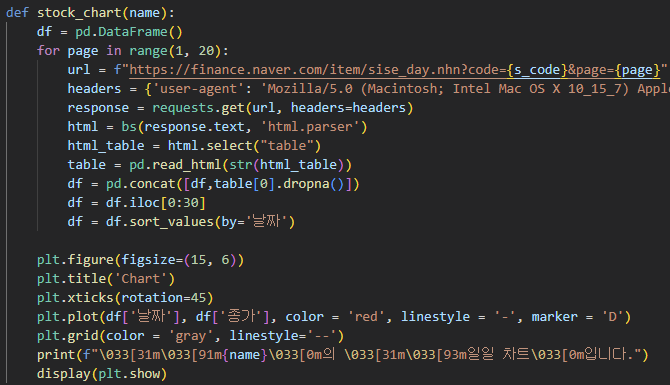 def stock_chart(name):
    df = pd.DataFrame()
    for page in range(1, 20):
        url = f"https://finance.naver.com/item/sise_day.nhn?code={s_code}&page={page}"
        headers = {'user-agent': 'Mozilla/5.0 (Macintosh; Intel Mac OS X 10_15_7) Appl
        response = requests.get(url, headers=headers)
        html = bs(response.text, 'html.parser')
        html_table = html.select("table")
        table = pd.read_html(str(html_table))
        df = pd.concat([df,table[0].dropna()])
        df = df.iloc[0:30]
        df = df.sort_values(by='날짜')
    plt.figure(figsize=(15, 6))
    plt.title('Chart')
    plt.xticks(rotation=45)
    plt.plot(df['날짜'], df['종가'], color = 'red', linestyle = '-', marker = 'D')
    plt.grid(color = 'gray', linestyle='--')
    print(f"\033[31m\033[91m{name}\033[0m의 \033[31m\033[93m일일 차트\033[0m입니다.")
    display(plt.show)